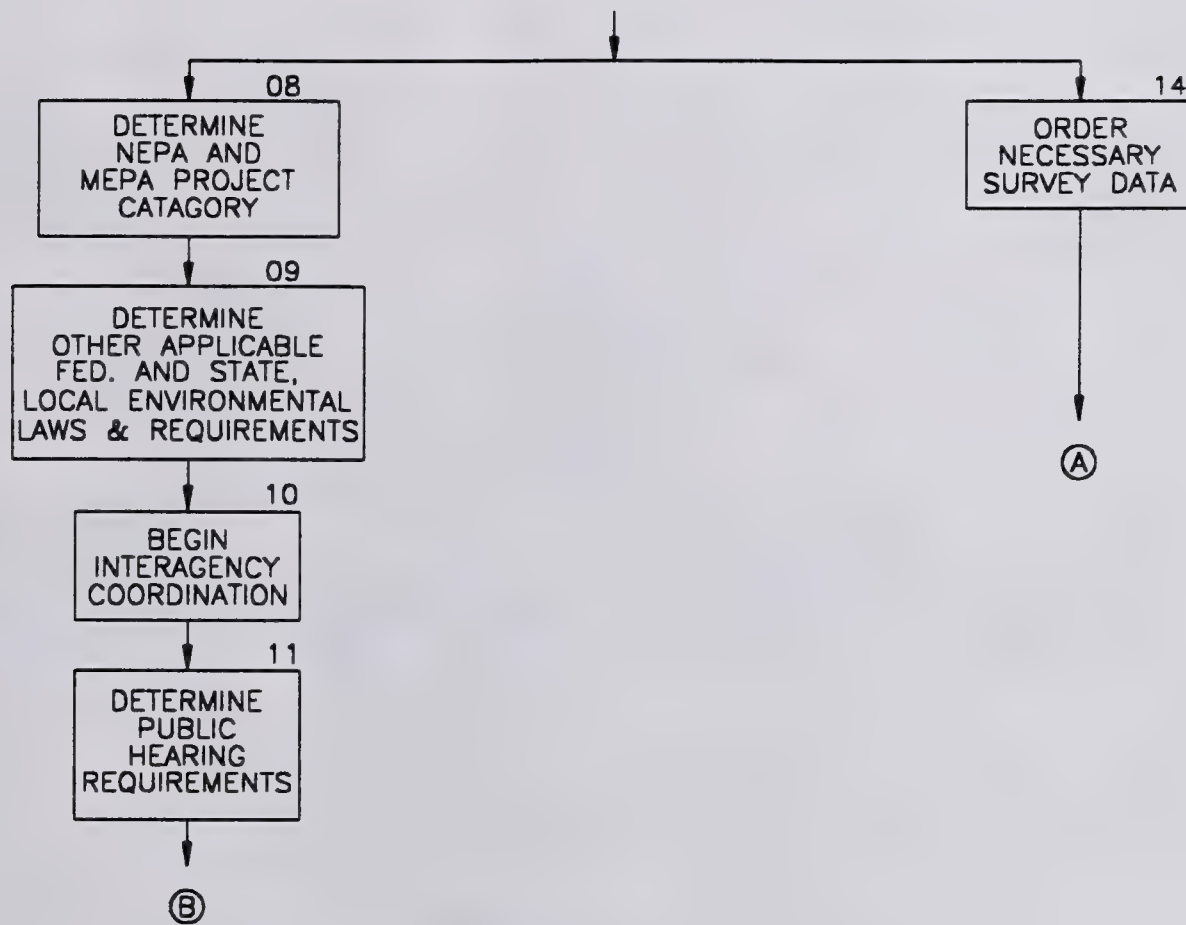 08
DETERMINE
NEPA AND
MEPA PROJECT
CATAGORY
09
DETERMINE
OTHER APPLICABLE
FED. AND STATE,
LOCAL ENVIRONMENTAL
LAWS & REQUIREMENTS
10
BEGIN
INTERAGENCY
COORDINATION
11
DETERMINE
PUBLIC
HEARING
REQUIREMENTS
B
14
ORDER
NECESSARY
SURVEY DATA
A